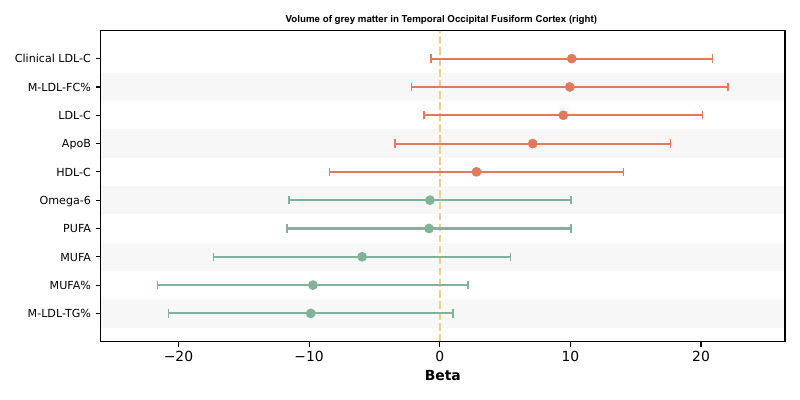 Volume of grey matter in Temporal Occipital Fusiform Cortex (right)
Clinical LDL-C
M-LDL-FC%
LDL-C
ApoB
HDL-C
Omega-6
PUFA
MUFA
MUFA%
M-LDL-TG%
−20 −10 0 10 20
Beta